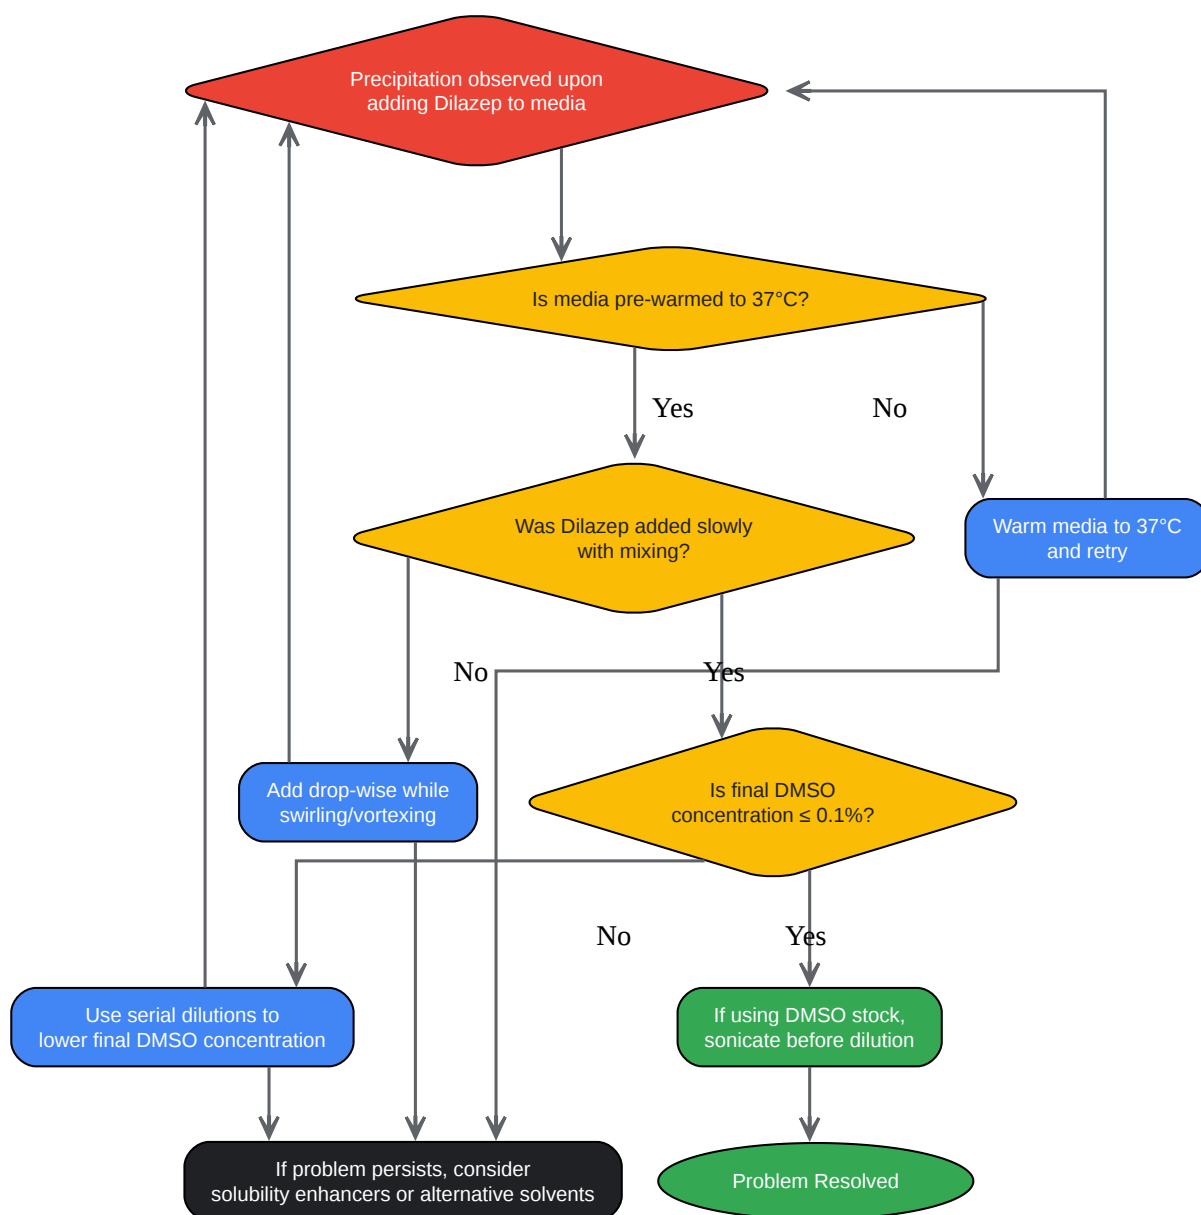 Precipitation observed upon
adding Dilazep to media
Is media pre-warmed to 37°C?
Yes
No
Was Dilazep added slowly
with mixing?
Warm media to 37°C
and retry
No
Yes
Add drop-wise while
swirling/vortexing
Is final DMSO
concentration ≤ 0.1%?
No
Yes
Use serial dilutions to
lower final DMSO concentration
If using DMSO stock,
sonicate before dilution
If problem persists, consider
solubility enhancers or alternative solvents
Problem Resolved